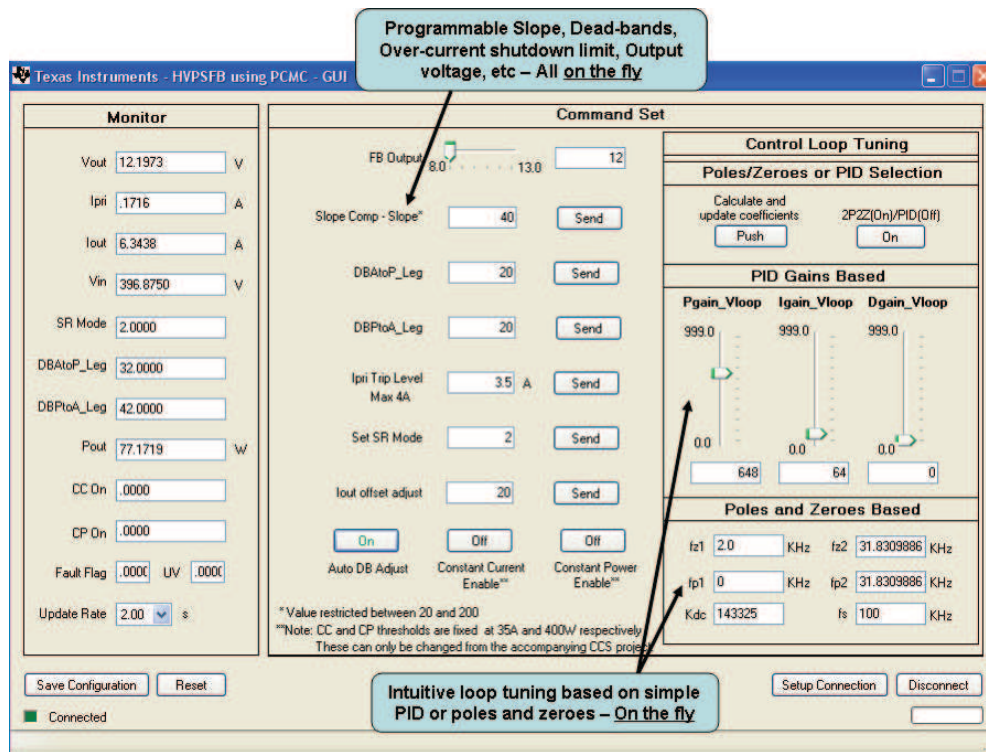 Programmable Slope, Dead-bands,
Over-current shutdown limit, Output
voltage, etc – All on the fly
Texas Instruments - HVPSFB using PCMC - GUI
Monitor
Vout 12.1973 V
Ipri .1716 A
Iout 6.3438 A
Vin 396.8750 V
SR Mode 2.0000
DBAtoP_Leg 32.0000
DBPtoA_Leg 42.0000
Pout 77.1719 W
CC On .0000
CP On .0000
Fault Flag .000( UV .000(
Update Rate 2.00 s
Command Set
FB Output 8.0 13.0 12
Slope Comp - Slope* 40 Send
DBAtoP_Leg 20 Send
DBPtoA_Leg 20 Send
Ipri Trip Level
Max 4A 3.5 A Send
Set SR Mode 2 Send
Iout offset adjust 20 Send
On Off Off
Auto DB Adjust Constant Current
Enable** Constant Power
Enable**
* Value restricted between 20 and 200
**Note: CC and CP thresholds are fixed at 35A and 400W respectively
These can only be changed from the accompanying CCS project
Control Loop Tuning
Poles/Zeroes or PID Selection
Calculate and
update coefficients 2P2Z(On)/PID(Off)
Push On
PID Gains Based
Pgain_Vloop Igain_Vloop Dgain_Vloop
999.0 999.0 999.0
0.0 0.0 0.0
648 64 0
Poles and Zeroes Based
fz1 2.0 KHz fz2 31.8309886 KHz
fp1 0 KHz fp2 31.8309886 KHz
Kdc 143325 fs 100 KHz
Save Configuration Reset
Connected
Intuitive loop tuning based on simple
PID or poles and zeroes – On the fly
Setup Connection Disconnect